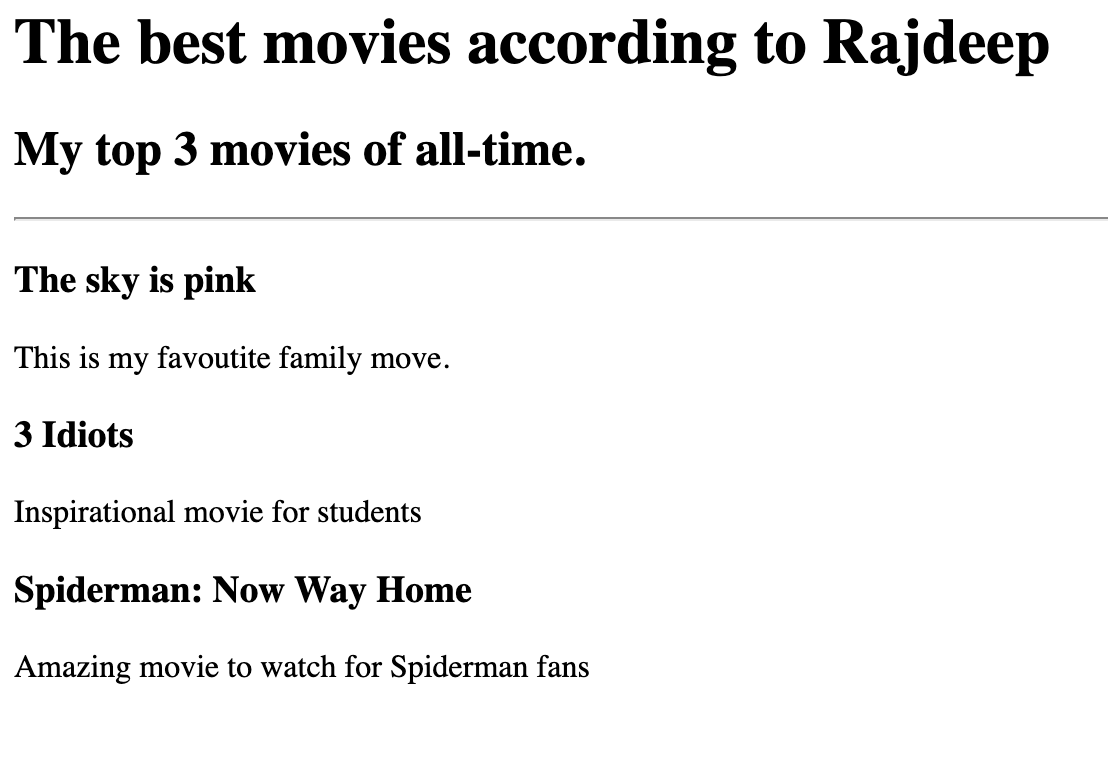 The best movies according to Rajdeep
My top 3 movies of all-time.
The sky is pink
This is my favoutite family move.
3 Idiots
Inspirational movie for students
Spiderman: Now Way Home
Amazing movie to watch for Spiderman fans